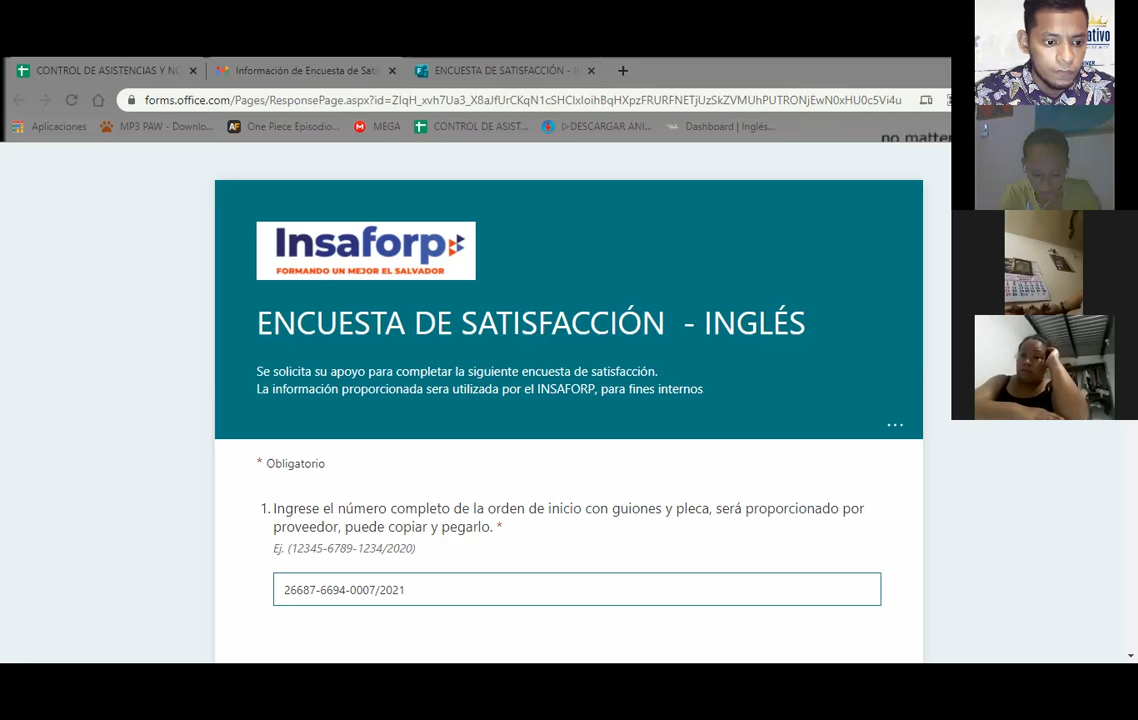 CONTROL DE ASISTENCIAS Y NO
Información de Encuesta de Sati
ENCUESTA DE SATISFACCIÓN - I
forms.office.com/Pages/ResponsePage.aspx?id=ZIqH_xvh7Ua3_X8aJfUrCKqN1cSHClxIoihBqHXpzFRURFNETjUzSkZVMUhPUTRONjEwN0xHU0c5Vi4u
Aplicaciones
MP3 PAW - Downlo...
One Piece Episodio...
MEGA
CONTROL DE ASIST...
▷DESCARGAR ANI...
Dashboard | Inglés...
no matter
ativo
Insaforp
FORMANDO UN MEJOR EL SALVADOR
ENCUESTA DE SATISFACCIÓN - INGLÉS
Se solicita su apoyo para completar la siguiente encuesta de satisfacción.
La información proporcionada sera utilizada por el INSAFORP, para fines internos
...
* Obligatorio
1. Ingrese el número completo de la orden de inicio con guiones y pleca, será proporcionado por
proveedor, puede copiar y pegarlo. *
Ej. (12345-6789-1234/2020)
26687-6694-0007/2021